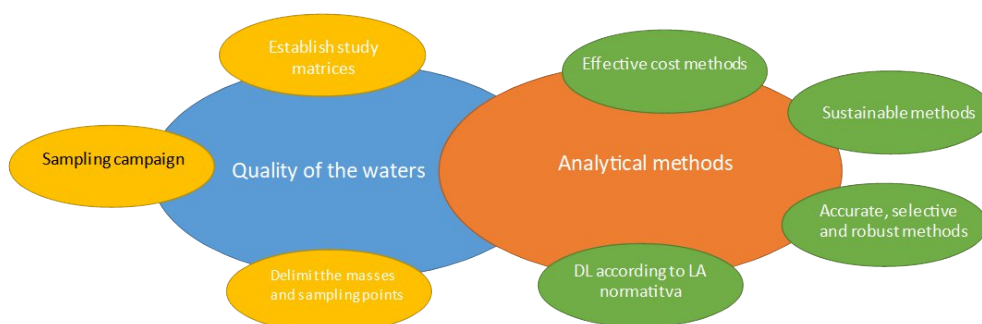 Establish study
matrices
Effective cost methods
Sustainable methods
Sampling campaign
Quality of the waters
Analytical methods
Accurate, selective
and robust methods
Delimit the masses
and sampling points
DL according to LA
normatitva